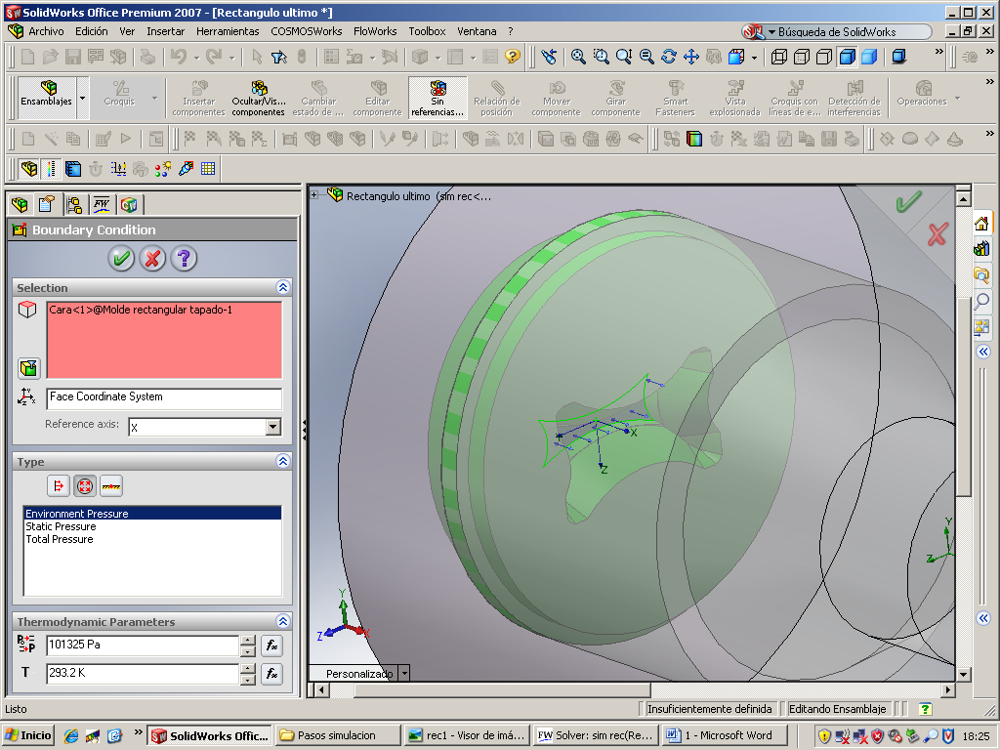 SolidWorks Office Premium 2007 - [Rectangulo ultimo *]
Archivo Edición Ver Insertar Herramientas COSMOSWorks FloWorks Toolbox Ventana ?
Búsqueda de SolidWorks
Ensamblajes
Croquis
Insertar componentes
Ocultar/Vis... componentes
Cambiar estado de ...
Editar componente
Sin referencias...
Relación de posición
Mover componente
Girar componente
Smart Fasteners
Vista explosionada
Croquis con líneas de e...
Detección de interferencias
Operaciones
Boundary Condition
Selection
Cara<1>@Molde rectangular tapado-1
Face Coordinate System
Reference axis: X
Type
Environment Pressure
Static Pressure
Total Pressure
Thermodynamic Parameters
101325 Pa
T 293.2 K
Rectangulo ultimo (sim rec<...
X
Z
Y
Z
Y
Z
X
Personalizado
Listo
Insuficientemente definida
Editando Ensamblaje
Inicio
SolidWorks Offic...
Pasos simulacion
rec1 - Visor de imá...
FW Solver: sim rec(Re...
1 - Microsoft Word
18:25